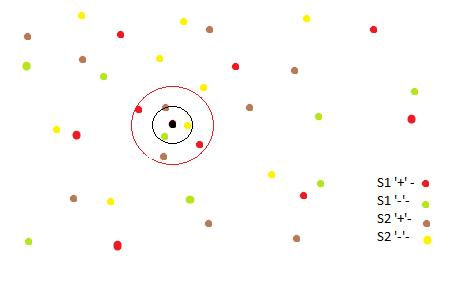 S1 '+' -
S1 '-'-
S2 '+'-
S2 '-'-